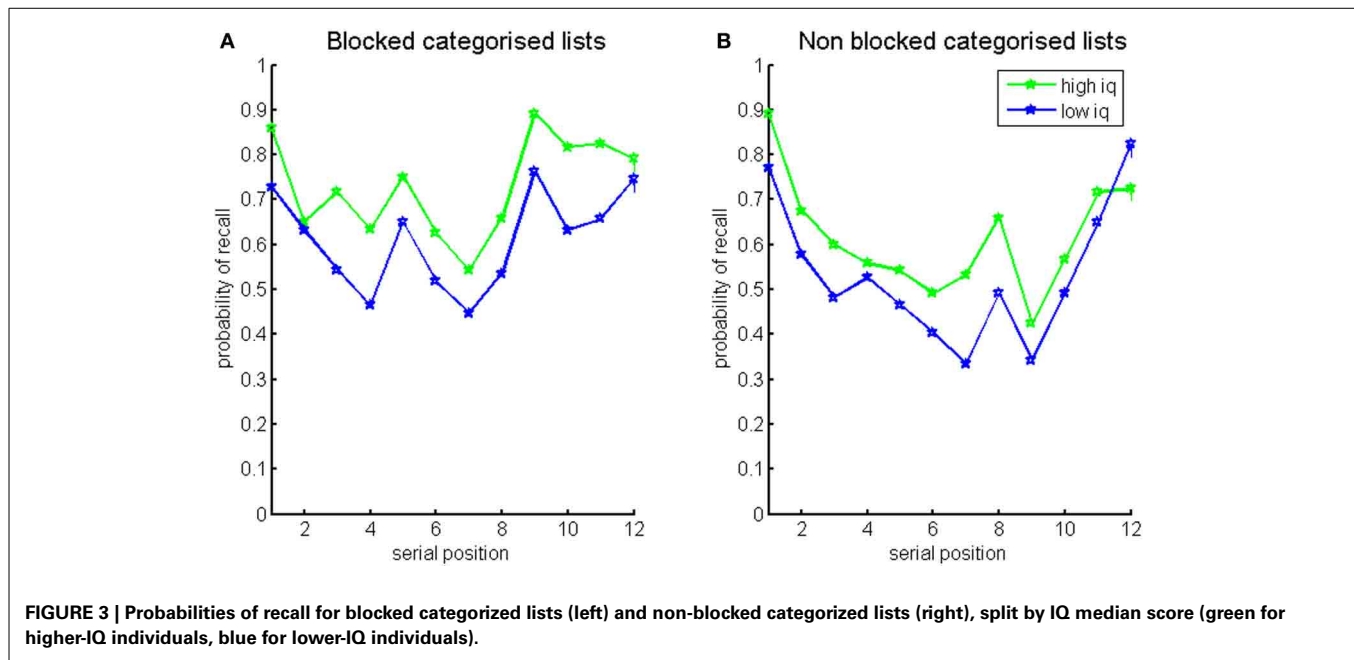 A Blocked categorised lists
1
0.9
0.8
0.7
0.6
0.5
0.4
0.3
0.2
0.1
0
probability of recall
2 4 6 8 10 12
serial position
B Non blocked categorised lists
high iq
low iq
1
0.9
0.8
0.7
0.6
0.5
0.4
0.3
0.2
0.1
0
probability of recall
2 4 6 8 10 12
serial position
FIGURE 3 | Probabilities of recall for blocked categorized lists (left) and non-blocked categorized lists (right), split by IQ median score (green for
higher-IQ individuals, blue for lower-IQ individuals).